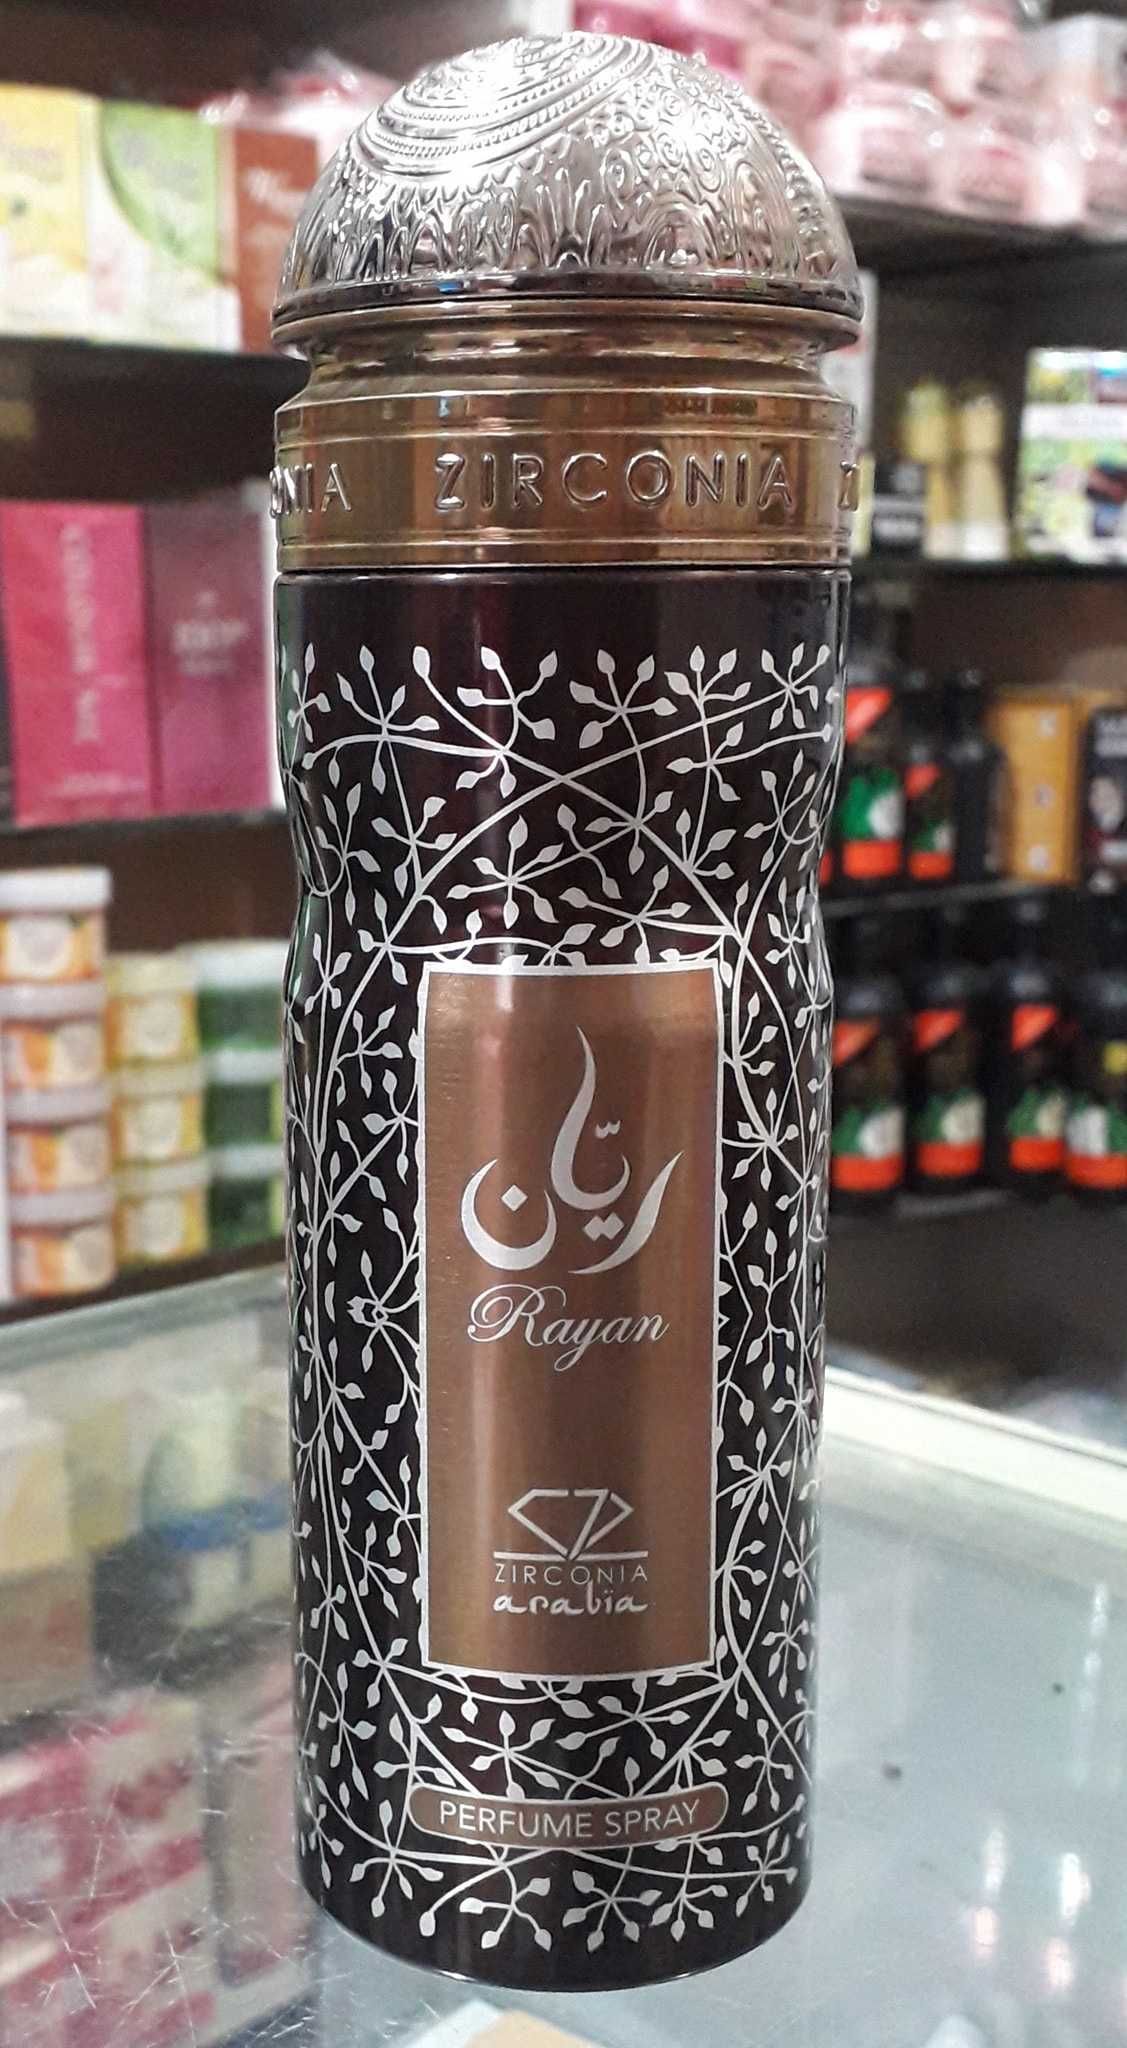 ZIRCONIA
ريّان
Rayan
ZIRCONIA
arabia
PERFUME SPRAY